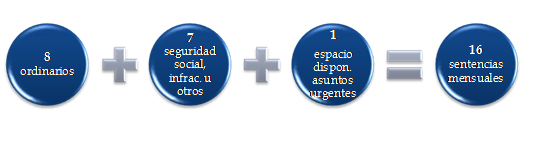 8
ordinarios
7
seguridad
social,
infrac. u
otros
1
espacio
dispon.
asuntos
urgentes
16
sentencias
mensuales